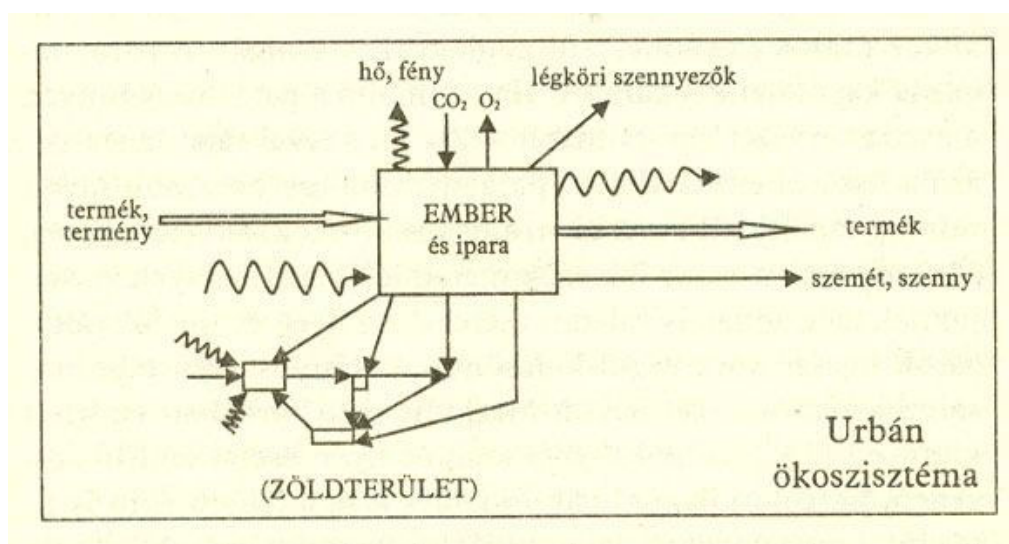 hő, fény
CO₂ O₂
légköri szennyezők
termék,
termény
EMBER
és ipara
termék
szemét, szenny
(ZÖLDTERÜLET)
Urbán
ökoszisztéma